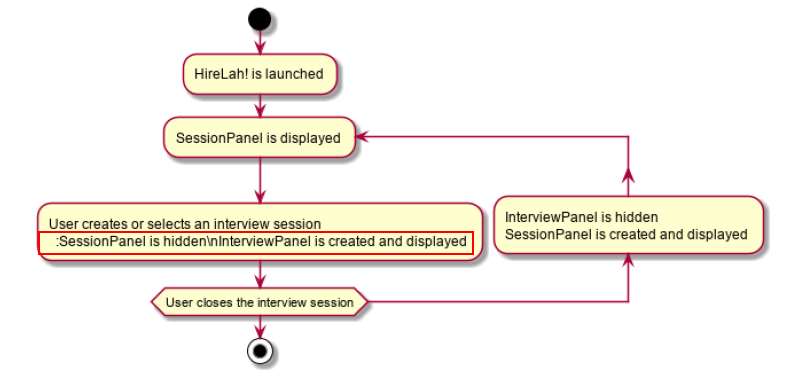 HireLah! is launched
SessionPanel is displayed
User creates or selects an interview session
:SessionPanel is hidden\nInterviewPanel is created and displayed
InterviewPanel is hidden
SessionPanel is created and displayed
User closes the interview session